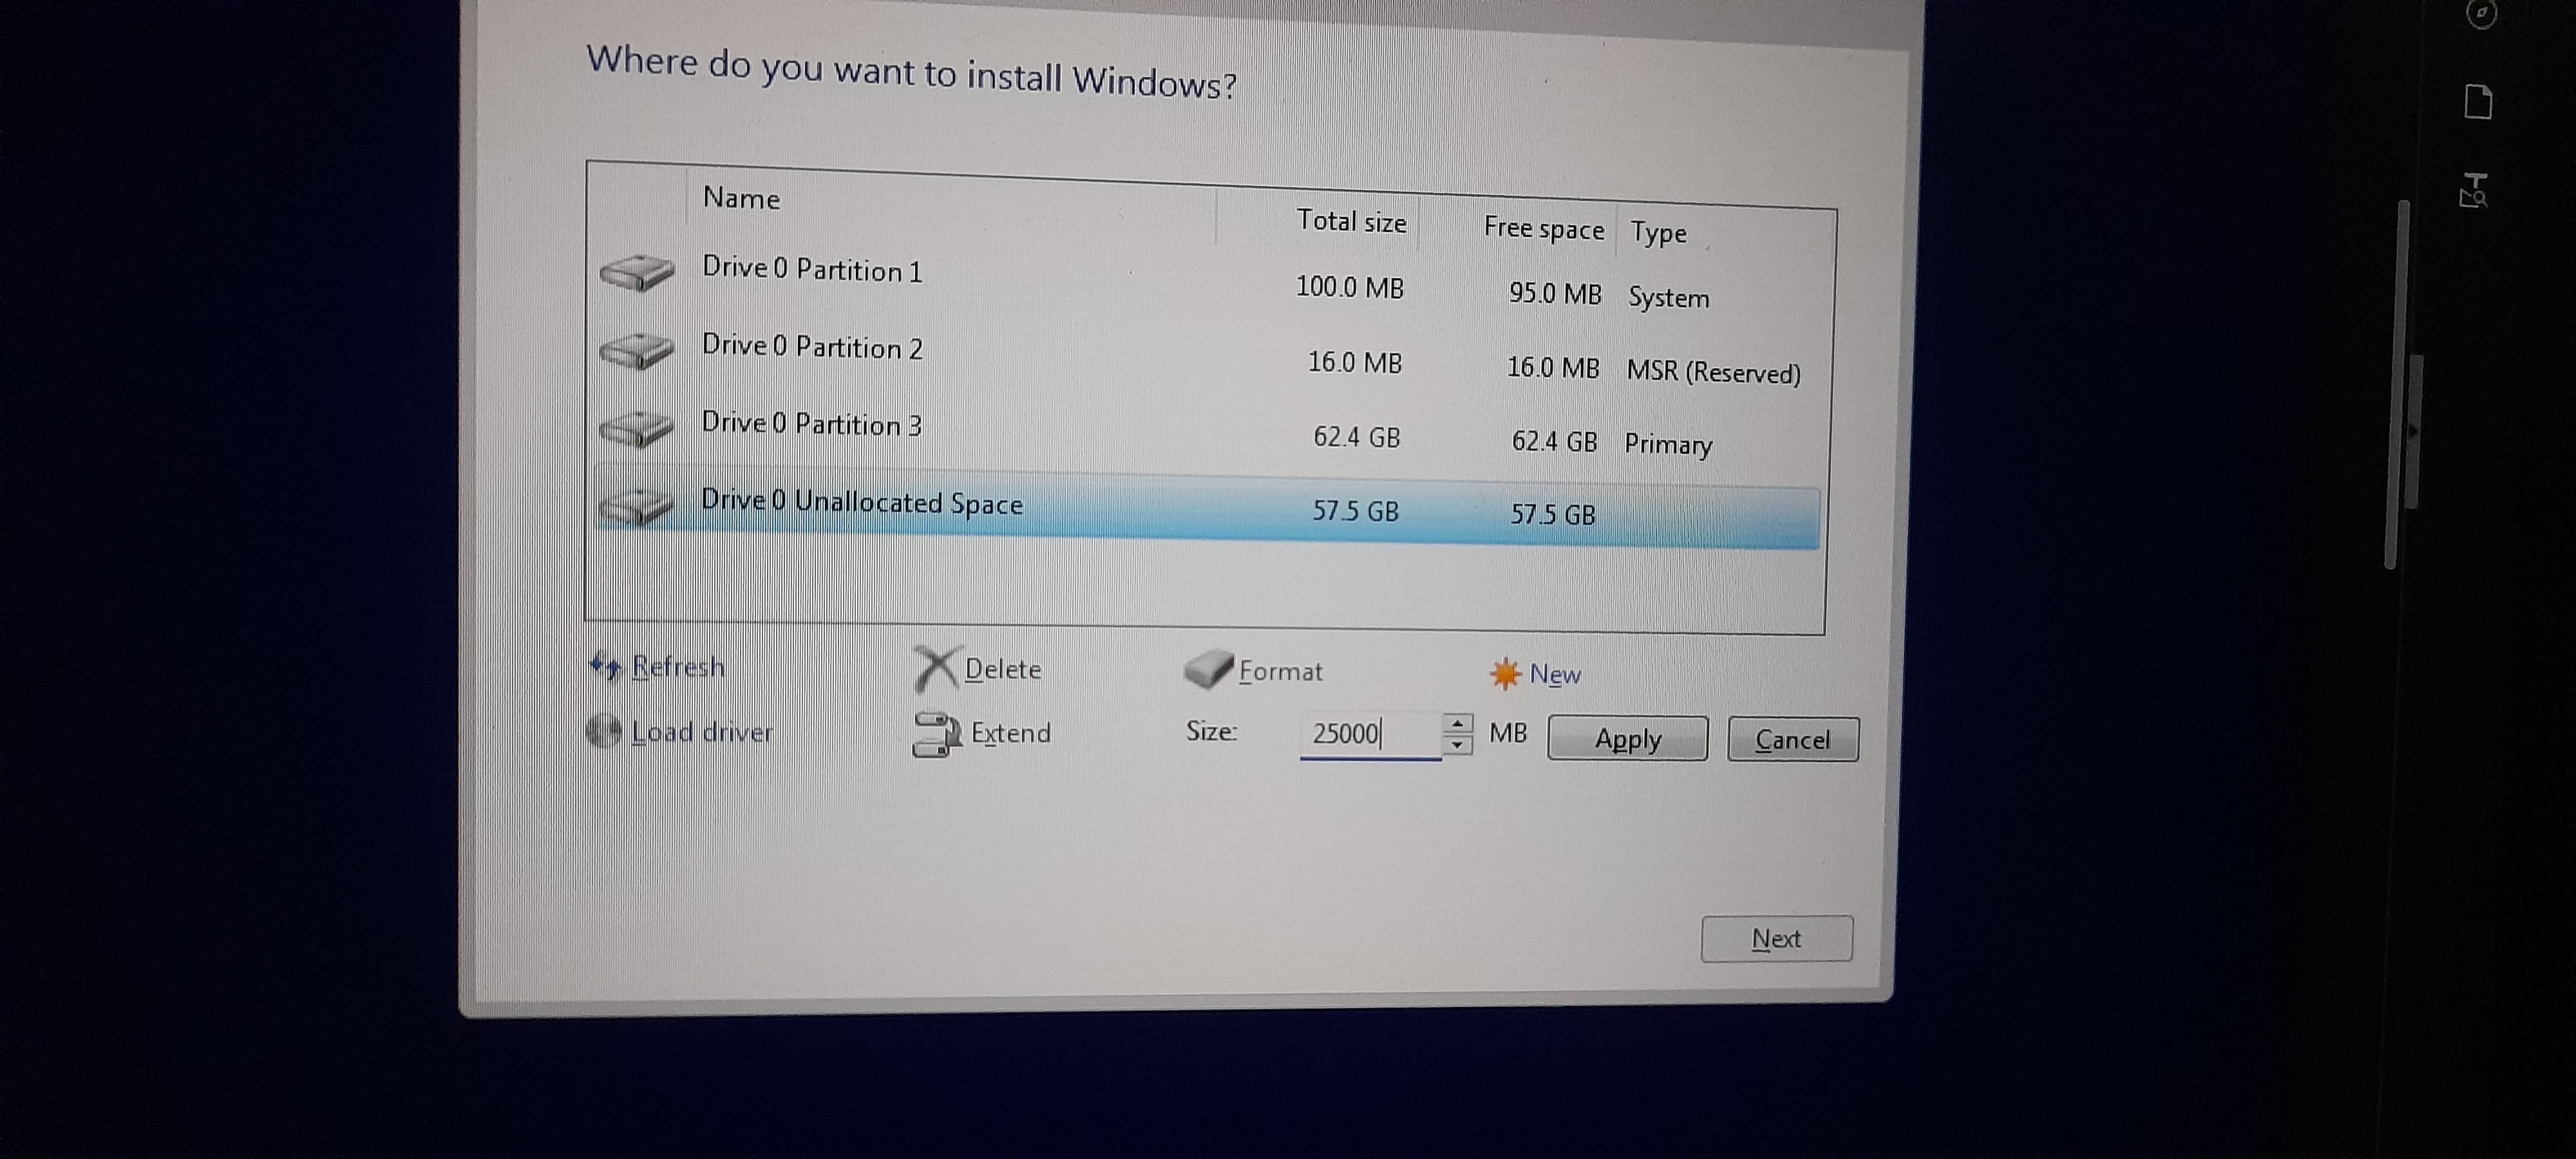 Where do you want to install Windows?
Name Total size Free space Type
Drive 0 Partition 1 100.0 MB 95.0 MB System
Drive 0 Partition 2 16.0 MB 16.0 MB MSR (Reserved)
Drive 0 Partition 3 62.4 GB 62.4 GB Primary
Drive 0 Unallocated Space 57.5 GB 57.5 GB
Refresh Delete Format New
Load driver Extend Size: 25000 MB Apply Cancel
Next